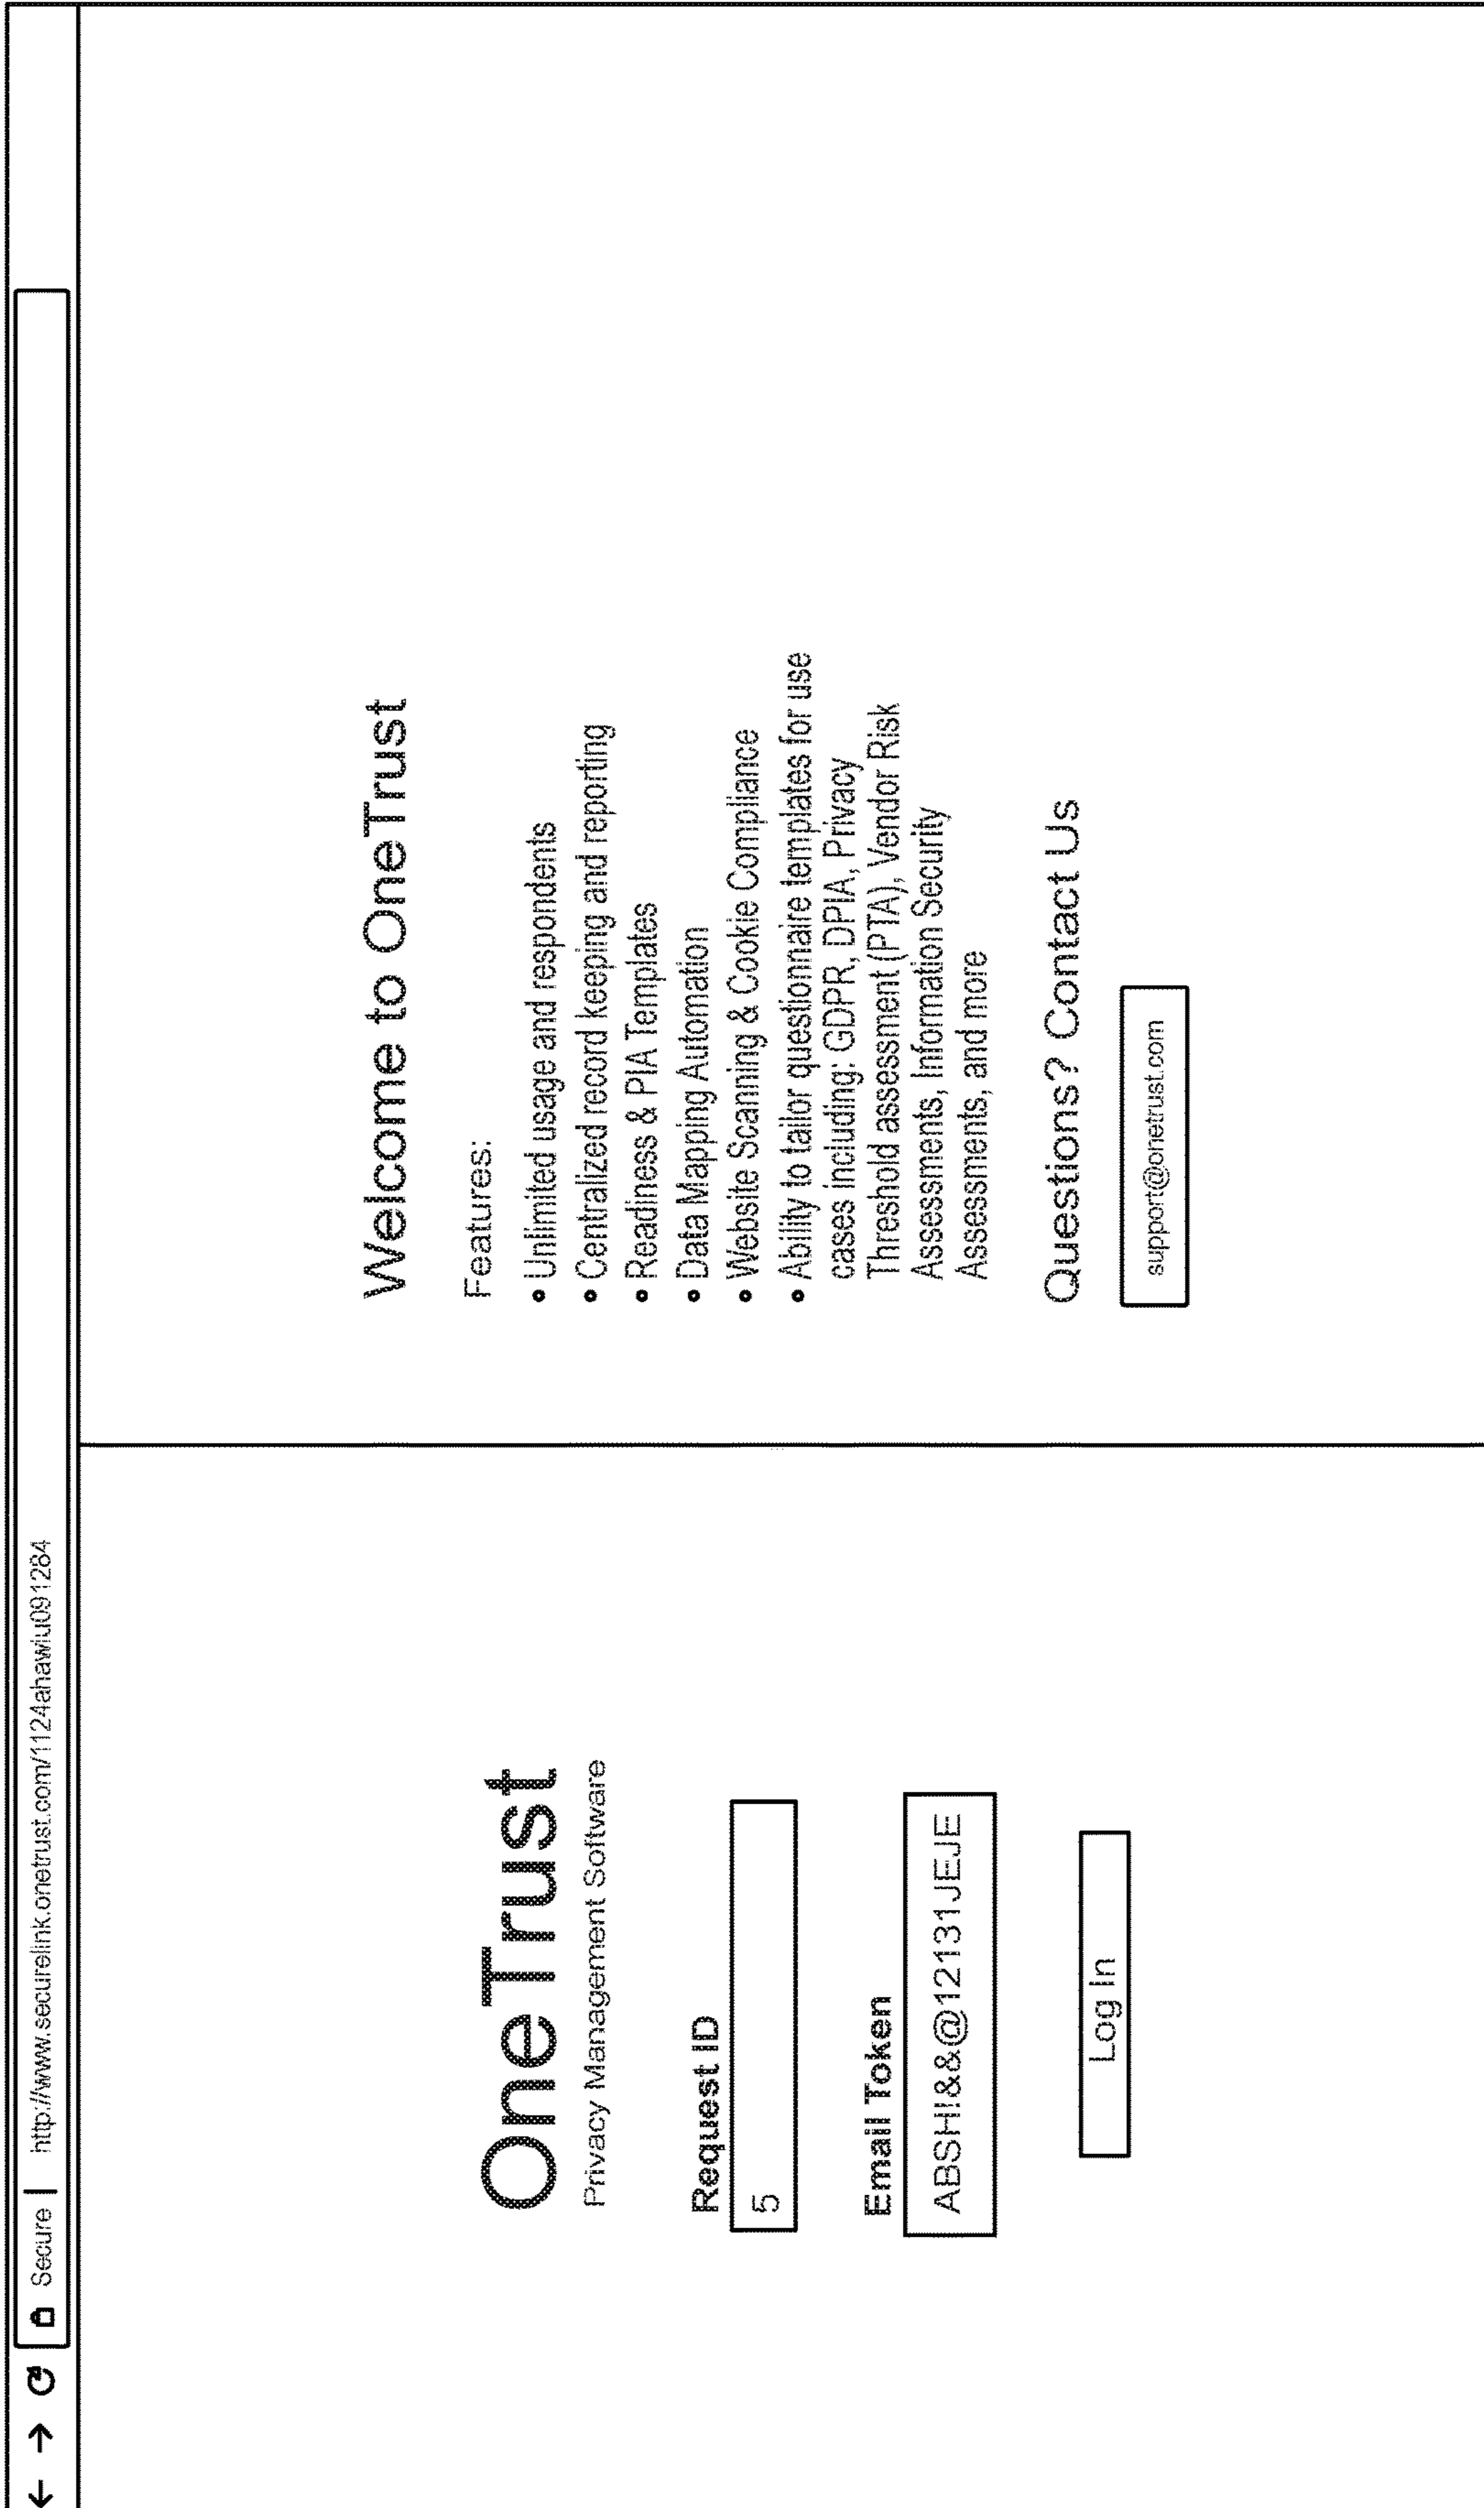 Secure | http://www.securelink.onetrust.com/1124ahawiu091284
OneTrust
Privacy Management Software
Request ID
5
Email Token
ABSHI&&@12131JEJE
Log In
Welcome to OneTrust
Features:
• Unlimited usage and respondents
• Centralized record keeping and reporting
• Readiness & PIA Templates
• Data Mapping Automation
• Website Scanning & Cookie Compliance
• Ability to tailor questionnaire templates for use
cases including: GDPR, DPIA, Privacy
Threshold assessment (PTA), Vendor Risk
Assessments, Information Security
Assessments, and more
Questions? Contact Us
support@onetrust.com